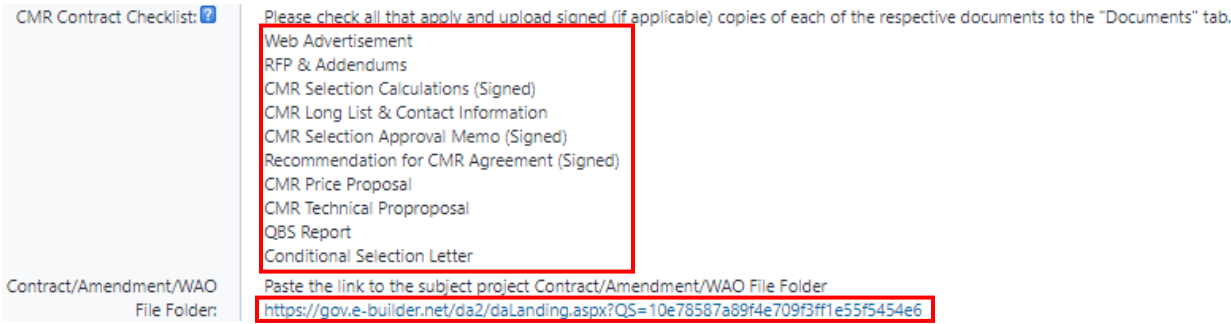 CMR Contract Checklist: ?
Please check all that apply and upload signed (if applicable) copies of each of the respective documents to the "Documents" tab.
Web Advertisement
RFP & Addendums
CMR Selection Calculations (Signed)
CMR Long List & Contact Information
CMR Selection Approval Memo (Signed)
Recommendation for CMR Agreement (Signed)
CMR Price Proposal
CMR Technical Proproposal
QBS Report
Conditional Selection Letter
Contract/Amendment/WAO
File Folder:
Paste the link to the subject project Contract/Amendment/WAO File Folder
https://gov.e-builder.net/da2/daLanding.aspx?QS=10e78587a89f4e709f3ff1e55f5454e6